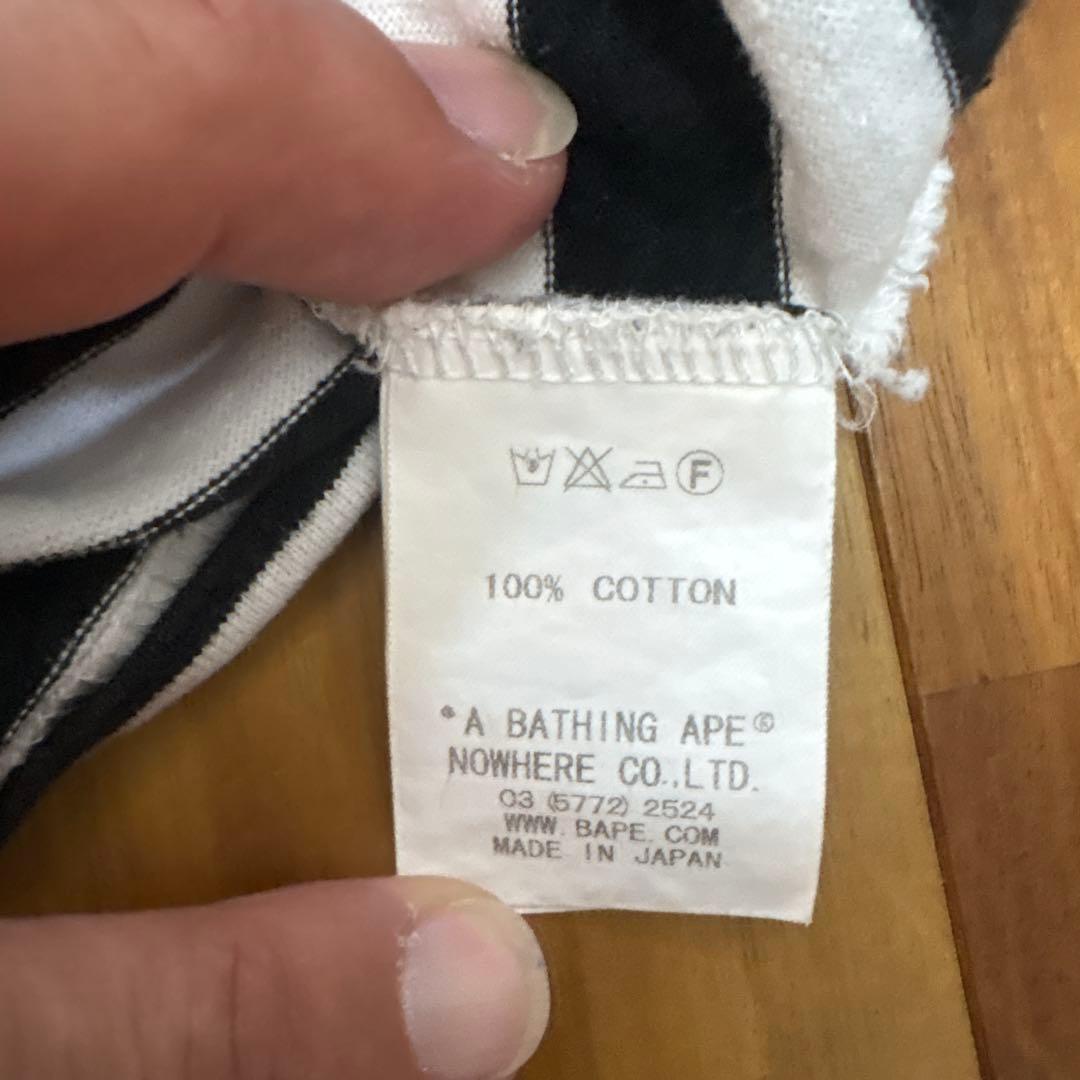 F
100% COTTON
*A BATHING APE®
NOWHERE CO.,LTD.
03 (5772) 2524
WWW. BAPE. COM
MADE IN JAPAN